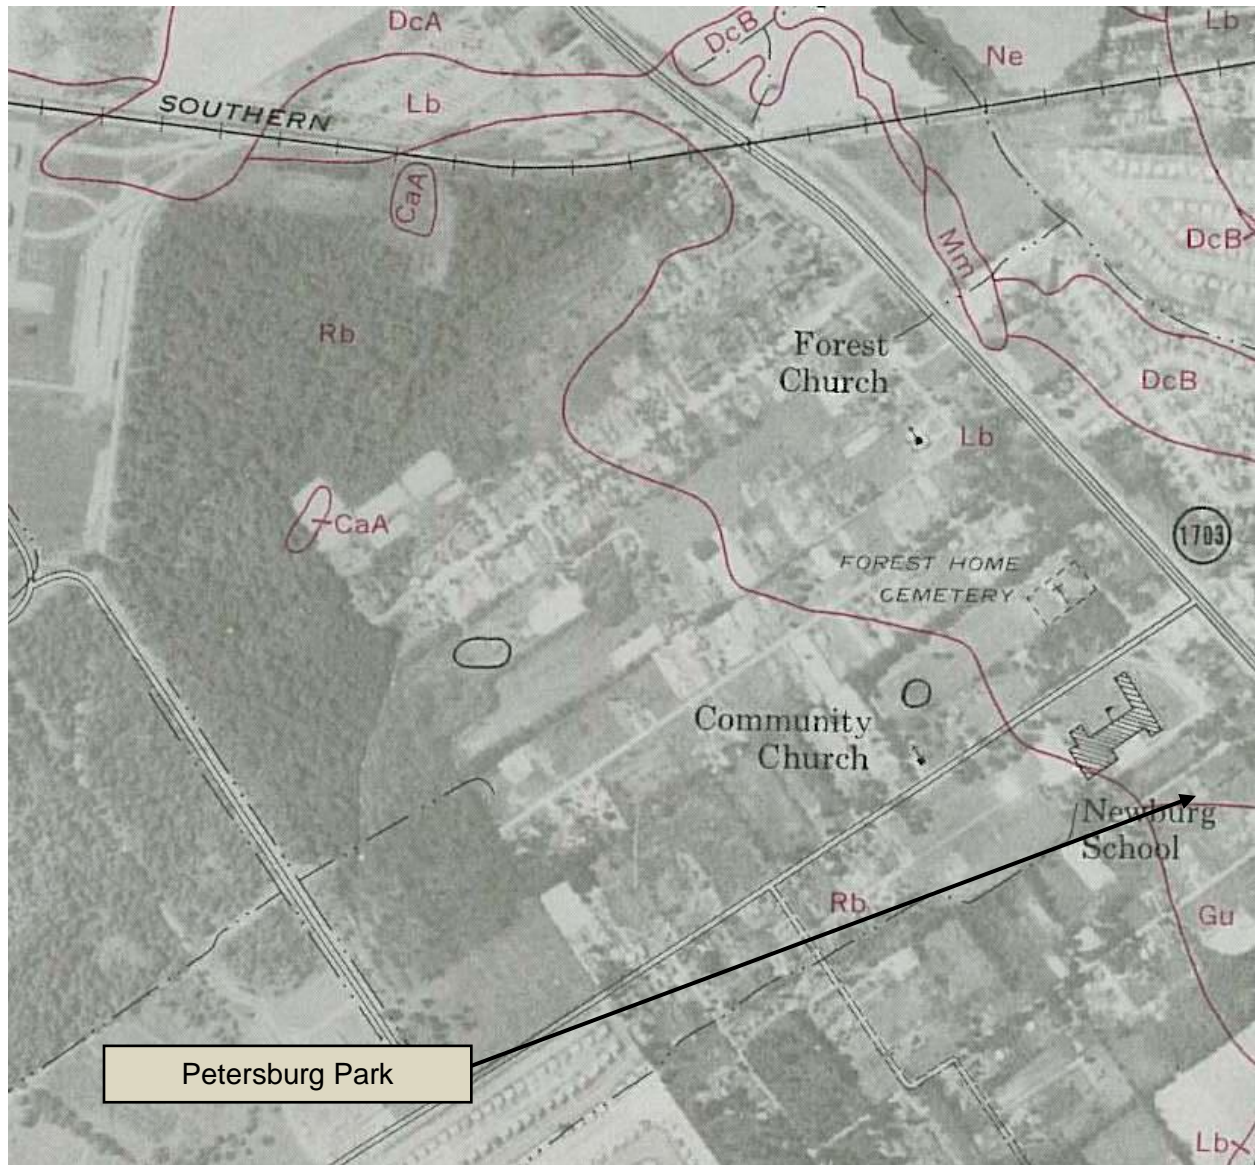 DcA
DcB
Lb
Ne
SOUTHERN
Lb
CaA
DcB
Mm
Rb
Forest
Church
DcB
Lb
CaA
1703
FOREST HOME
CEMETERY
Community
Church
Newburg
School
Rb
Gu
Petersburg Park
Lb